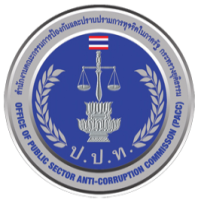 สำนักงานคณะกรรมการป้องกันและปราบปรามการทุจริตในภาครัฐ กระทรวงยุติธรรม
ป.ป.ท.
OFFICE OF PUBLIC SECTOR ANTI-CORRUPTION COMMISSON (PACC)